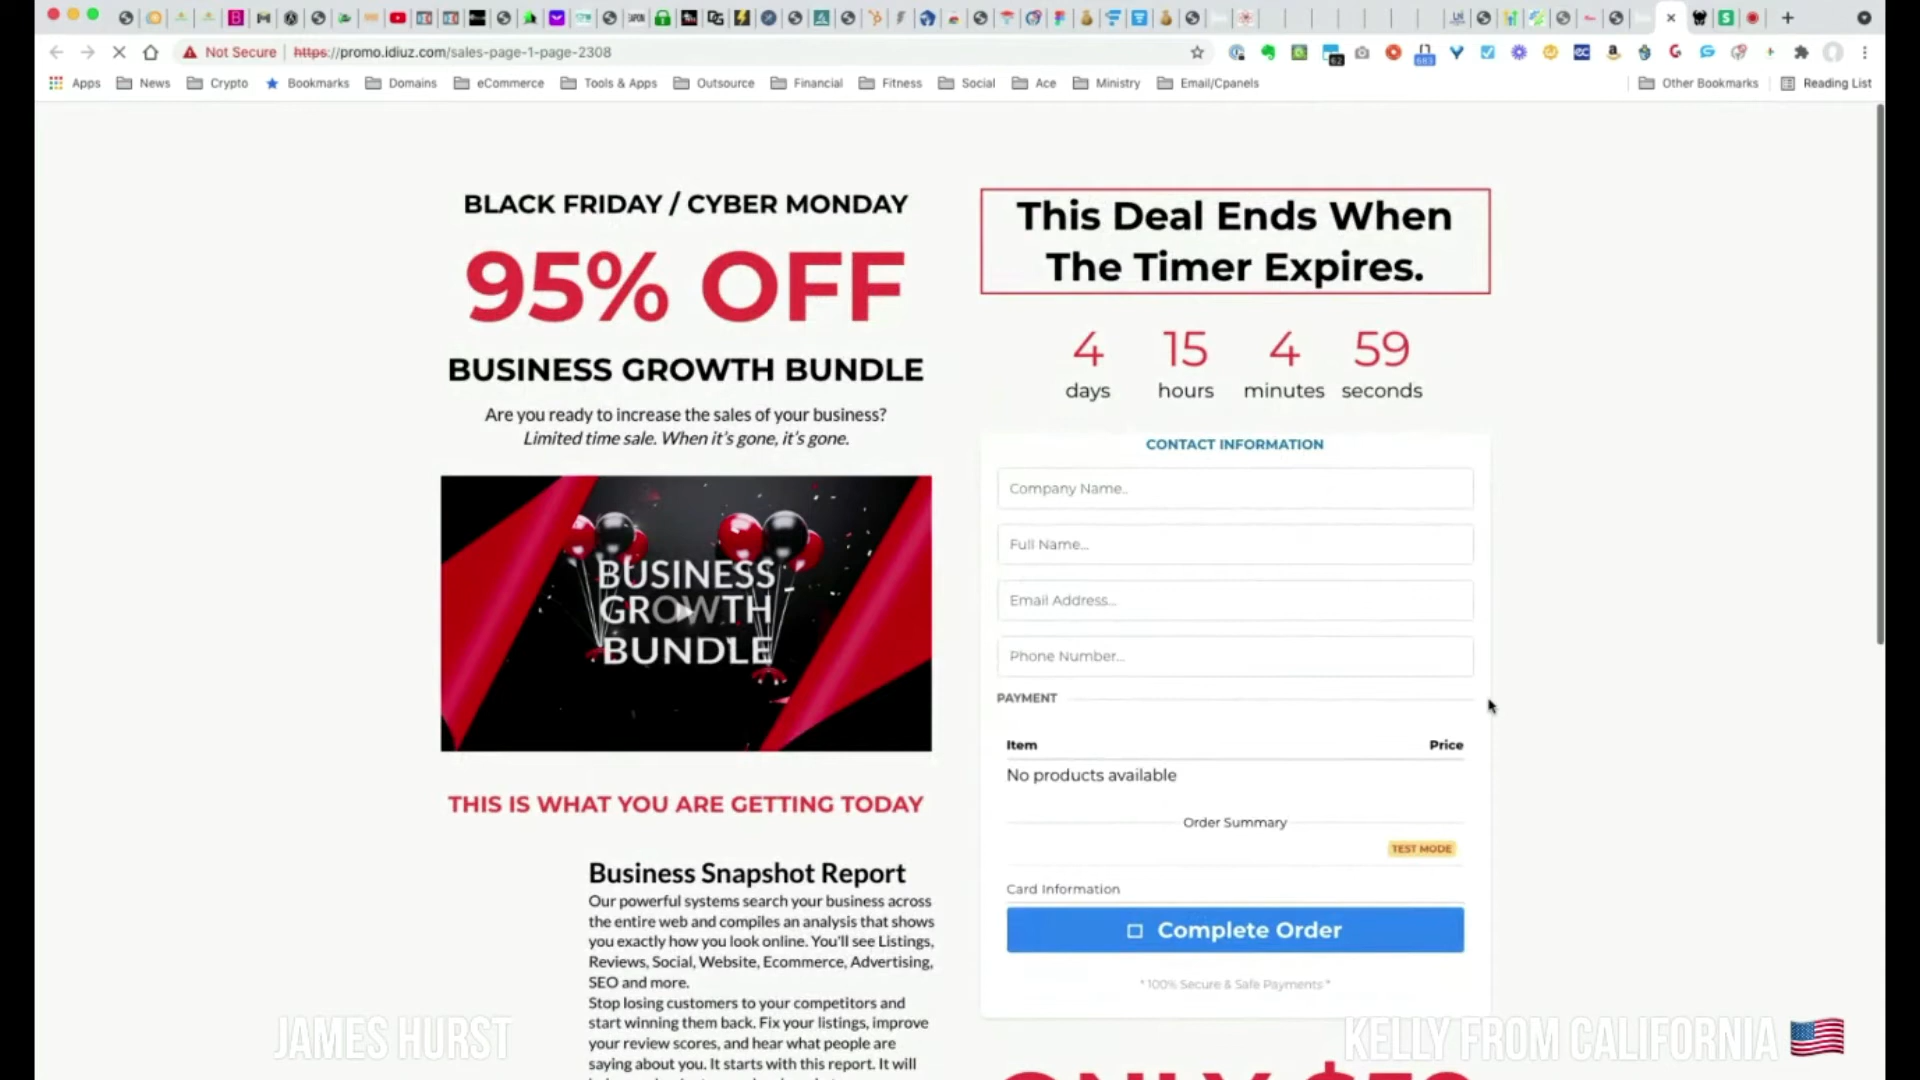 Not Secure
https://promo.idiuz.com/sales-page-1-page-2308
62
683
Apps
News
Crypto
Bookmarks
Domains
eCommerce
Tools & Apps
Outsource
Financial
Fitness
Social
Ace
Ministry
Email/Cpanels
Other Bookmarks
Reading List
BLACK FRIDAY / CYBER MONDAY
95% OFF
BUSINESS GROWTH BUNDLE
Are you ready to increase the sales of your business?
Limited time sale. When it's gone, it's gone.
BUSINESS
GROWTH
BUNDLE
THIS IS WHAT YOU ARE GETTING TODAY
Business Snapshot Report
Our powerful systems search your business across
the entire web and compiles an analysis that shows
you exactly how you look online. You'll see Listings,
Reviews, Social, Website, Ecommerce, Advertising,
SEO and more.
Stop losing customers to your competitors and
start winning them back. Fix your listings, improve
your review scores, and hear what people are
saying about you. It starts with this report. It will
This Deal Ends When
The Timer Expires.
4 15 4 59
days hours minutes seconds
CONTACT INFORMATION
Company Name..
Full Name...
Email Address...
Phone Number...
PAYMENT
Item Price
No products available
Order Summary
TEST MODE
Card Information
Complete Order
* 100% Secure & Safe Payments *
JAMES HURST
KELLY FROM CALIFORNIA